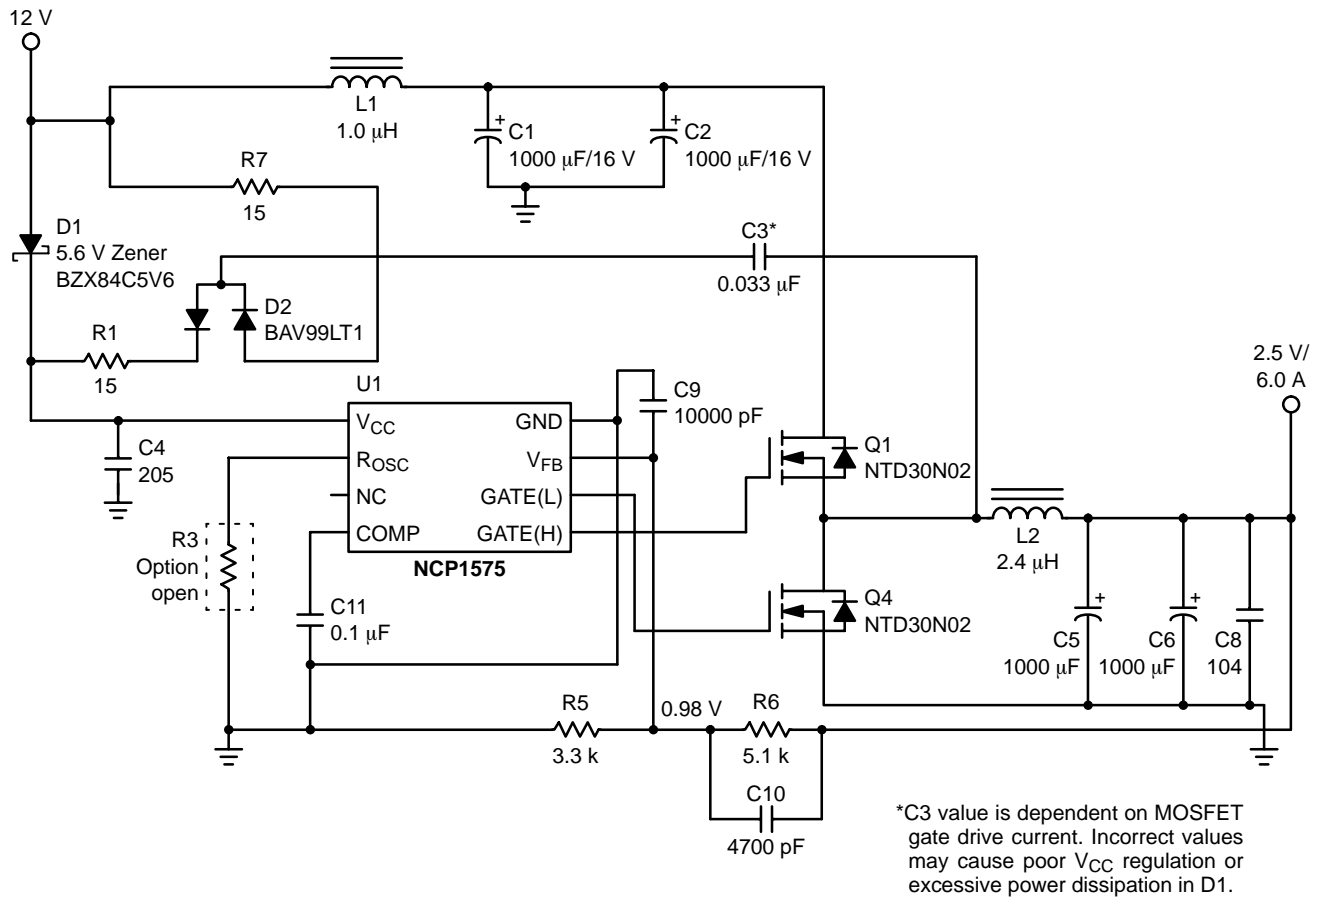 12 V
L1
1.0 μH
+
C1
1000 μF/16 V
+
C2
1000 μF/16 V
R7
15
D1
5.6 V Zener
BZX84C5V6
C3*
0.033 μF
D2
BAV99LT1
R1
15
2.5 V/
6.0 A
U1
C9
10000 pF
VCC
GND
C4
205
ROSC
VFB
Q1
NTD30N02
NC
GATE(L)
COMP
GATE(H)
NCP1575
L2
2.4 μH
R3
Option
open
C11
0.1 μF
Q4
NTD30N02
+
C5
1000 μF
+
C6
1000 μF
C8
104
R5
3.3 k
0.98 V
R6
5.1 k
C10
4700 pF
*C3 value is dependent on MOSFET
gate drive current. Incorrect values
may cause poor VCC regulation or
excessive power dissipation in D1.